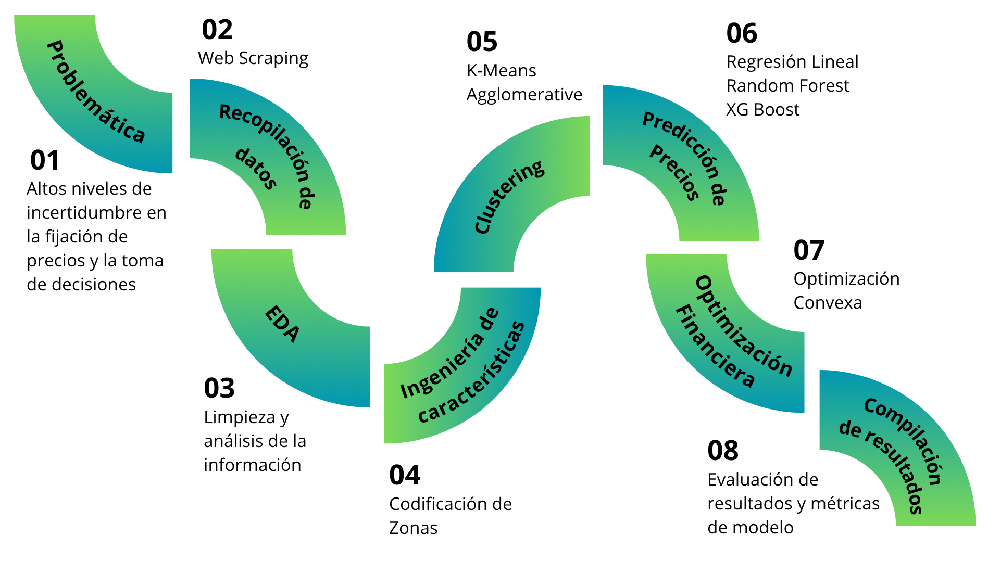 Problemática
01
Altos niveles de
incertidumbre en
la fijación de
precios y la toma
de decisiones
02
Web Scraping
Recopilación de
datos
EDA
03
Limpieza y
análisis de la
información
Ingeniería de
características
04
Codificación de
Zonas
05
K-Means
Agglomerative
Clustering
06
Regresión Lineal
Random Forest
XG Boost
Predicción de
Precios
07
Optimización
Convexa
Optimización
Financiera
08
Evaluación de
resultados y métricas
de modelo
Compilación
de resultados